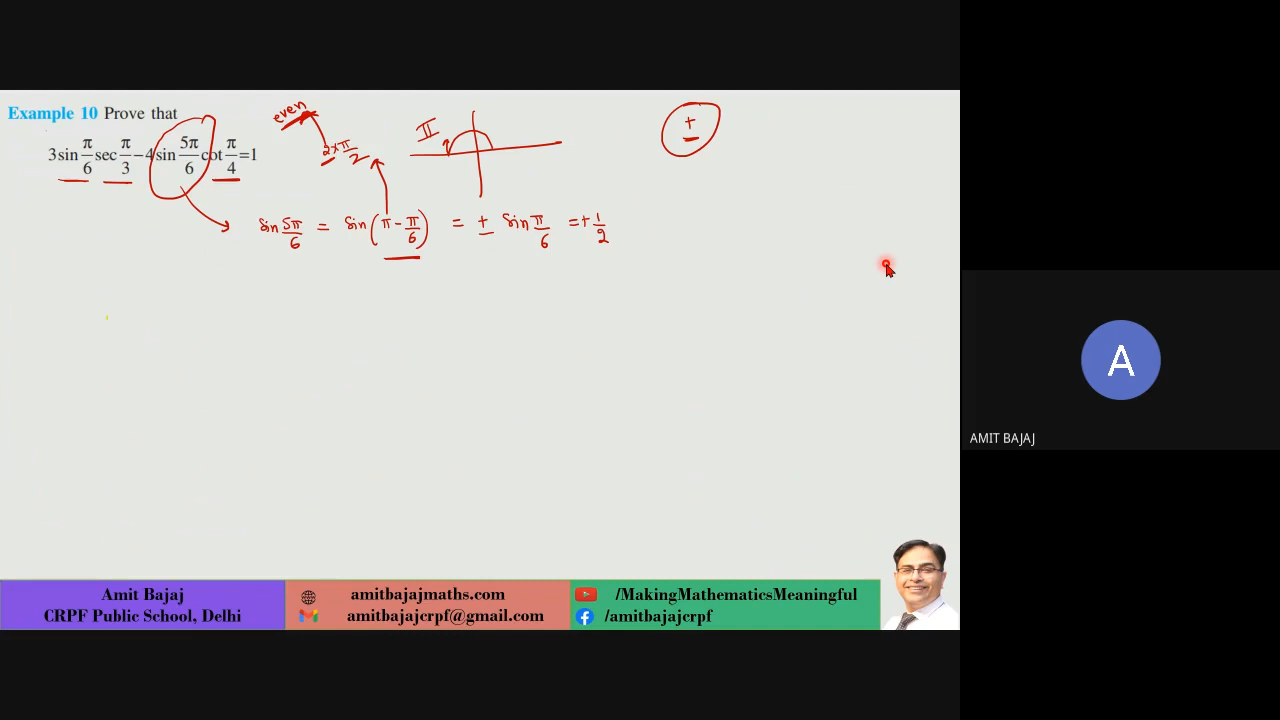 Example 10 Prove that
3 sin π/6 sec π/3 − 4 sin 5π/6 cot π/4 = 1
even
2 × π/2
II
+
sin 5π/6 = sin (π − π/6) = + sin π/6 = + 1/2
A
AMIT BAJAJ
Amit Bajaj
CRPF Public School, Delhi
amitbajajmaths.com
amitbajajcrpf@gmail.com
/MakingMathematicsMeaningful
/amitbajajcrpf